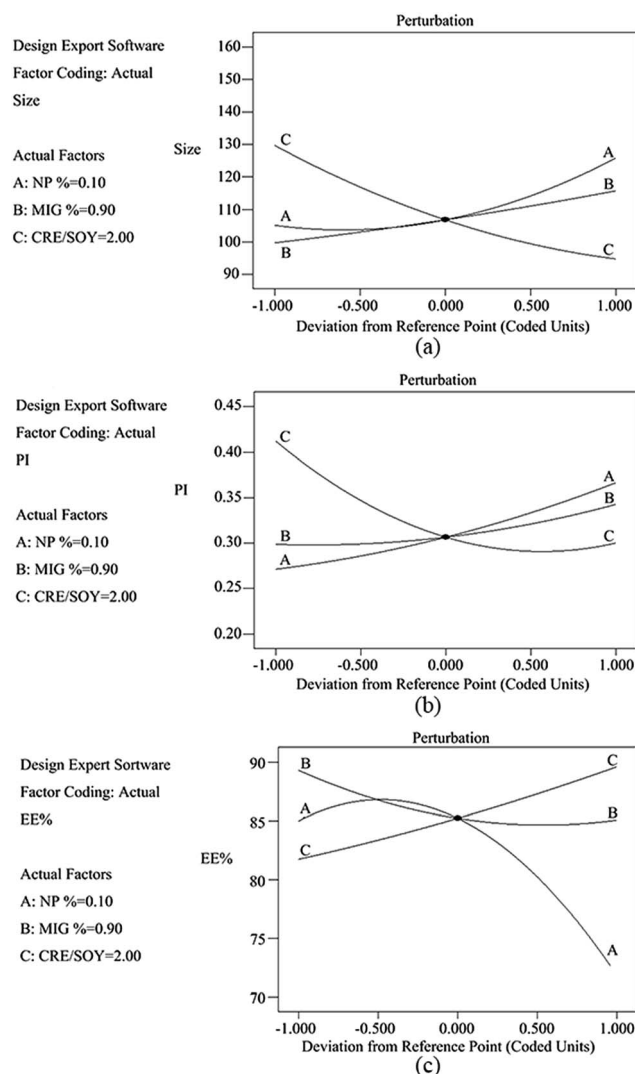 Perturbation
Design Export Software
Factor Coding: Actual
Size
Actual Factors
A: NP %=0.10
B: MIG %=0.90
C: CRE/SOY=2.00
Size
160
150
140
130
120
110
100
90
C
A
B
A
B
C
-1.000 -0.500 0.000 0.500 1.000
Deviation from Reference Point (Coded Units)
(a)
Perturbation
Design Export Software
Factor Coding: Actual
PI
Actual Factors
A: NP %=0.10
B: MIG %=0.90
C: CRE/SOY=2.00
PI
0.45
0.40
0.35
0.30
0.25
0.20
C
B
A
A
B
C
-1.000 -0.500 0.000 0.500 1.000
Deviation from Reference Point (Coded Units)
(b)
Perturbation
Design Expert Sortware
Factor Coding: Actual
EE%
Actual Factors
A: NP %=0.10
B: MIG %=0.90
C: CRE/SOY=2.00
EE%
90
85
80
75
70
B
A
C
C
B
A
-1.000 -0.500 0.000 0.500 1.000
Deviation from Reference Point (Coded Units)
(c)